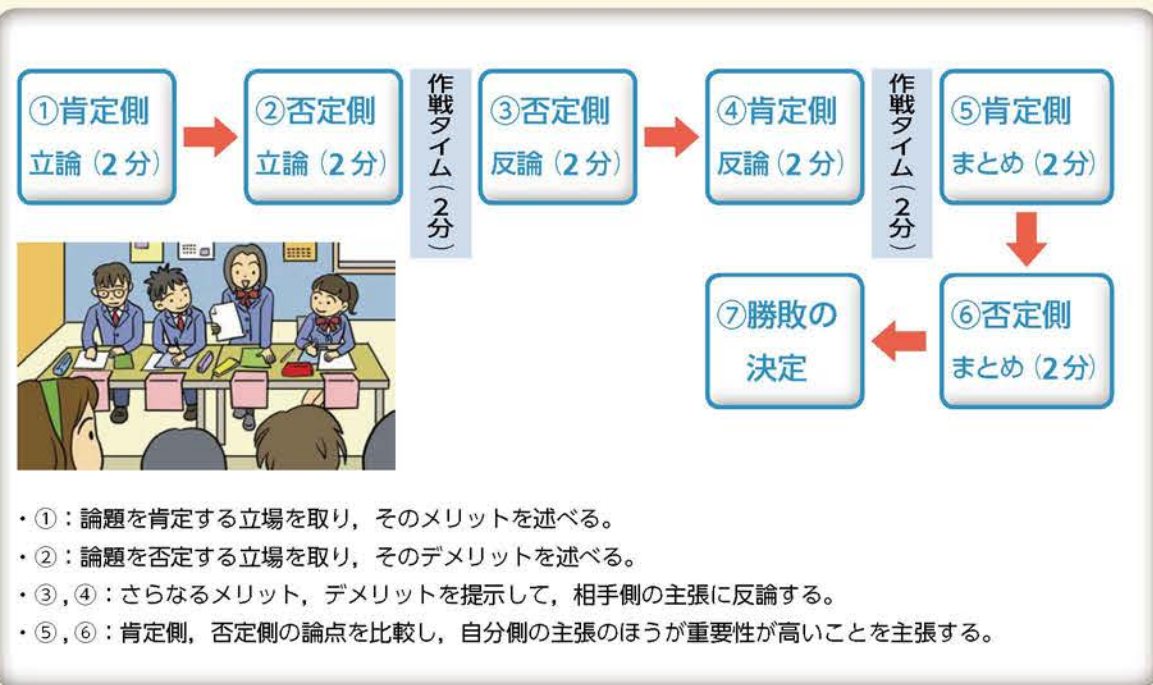 ①肯定側
立論（2分）
②否定側
立論（2分）
作戦タイム（2分）
③否定側
反論（2分）
④肯定側
反論（2分）
作戦タイム（2分）
⑤肯定側
まとめ（2分）
⑥否定側
まとめ（2分）
⑦勝敗の
決定
・①：論題を肯定する立場を取り，そのメリットを述べる。
・②：論題を否定する立場を取り，そのデメリットを述べる。
・③,④：さらなるメリット，デメリットを提示して，相手側の主張に反論する。
・⑤,⑥：肯定側，否定側の論点を比較し，自分側の主張のほうが重要性が高いことを主張する。